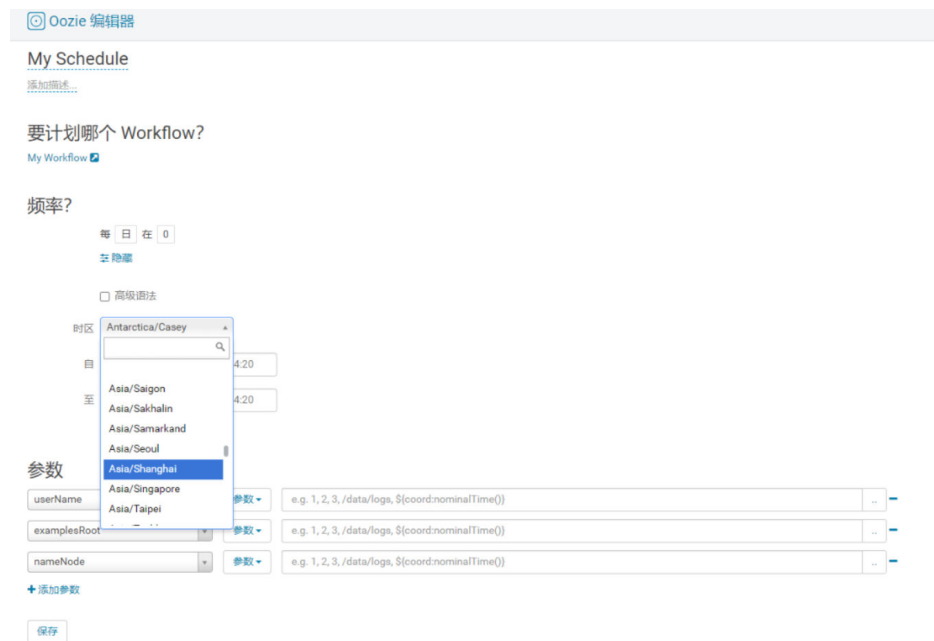 Oozie 编辑器
My Schedule
添加描述...
要计划哪个 Workflow?
My Workflow
频率?
每 日 在 0
隐藏
高级语法
时区 Antarctica/Casey
自 4:20
Asia/Saigon
至 4:20
Asia/Sakhalin
Asia/Samarkand
Asia/Seoul
参数 Asia/Shanghai
Asia/Singapore
userName 参数 e.g. 1, 2, 3, /data/logs, ${coord:nominalTime()} ..
Asia/Taipei
examplesRoot 参数 e.g. 1, 2, 3, /data/logs, ${coord:nominalTime()} ..
nameNode 参数 e.g. 1, 2, 3, /data/logs, ${coord:nominalTime()} ..
+ 添加参数
保存